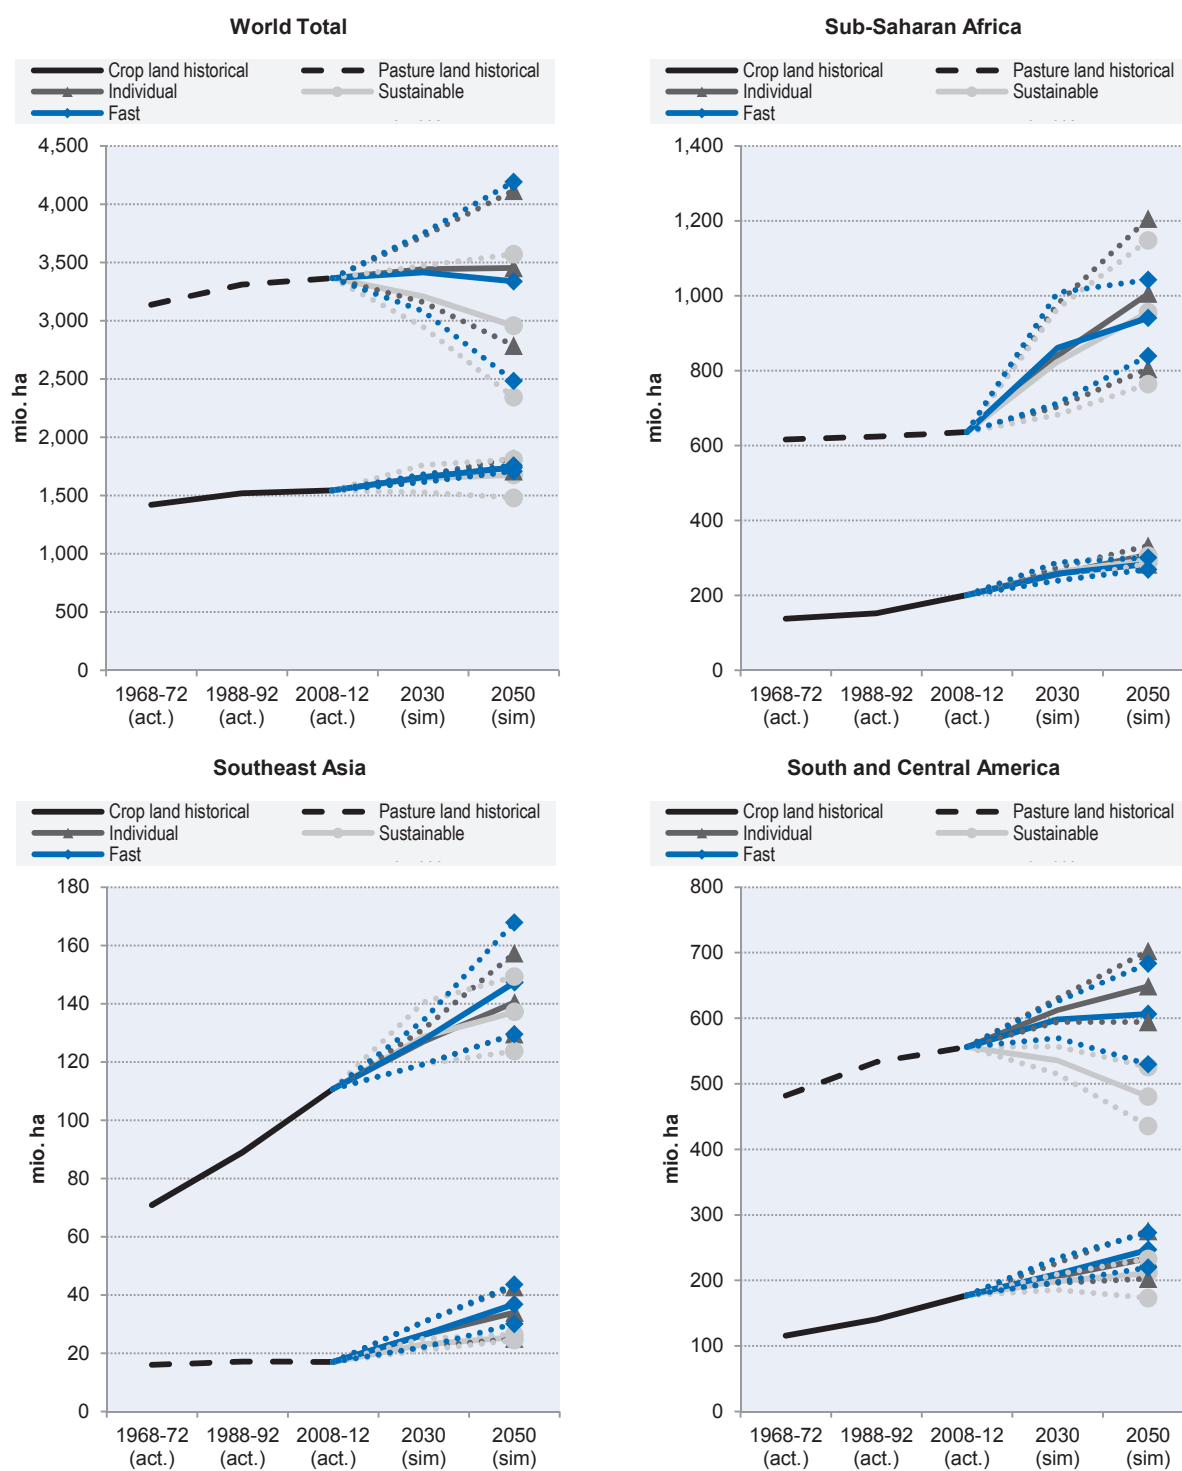 World Total
Crop land historical
Pasture land historical
Individual
Sustainable
Fast
4,500
4,000
3,500
3,000
2,500
2,000
1,500
1,000
500
0
mio. ha
1968-72 1988-92 2008-12 2030 2050
(act.) (act.) (act.) (sim) (sim)
Sub-Saharan Africa
Crop land historical
Pasture land historical
Individual
Sustainable
Fast
1,400
1,200
1,000
800
600
400
200
0
mio. ha
1968-72 1988-92 2008-12 2030 2050
(act.) (act.) (act.) (sim) (sim)
Southeast Asia
Crop land historical
Pasture land historical
Individual
Sustainable
Fast
180
160
140
120
100
80
60
40
20
0
mio. ha
1968-72 1988-92 2008-12 2030 2050
(act.) (act.) (act.) (sim) (sim)
South and Central America
Crop land historical
Pasture land historical
Individual
Sustainable
Fast
800
700
600
500
400
300
200
100
0
mio. ha
1968-72 1988-92 2008-12 2030 2050
(act.) (act.) (act.) (sim) (sim)